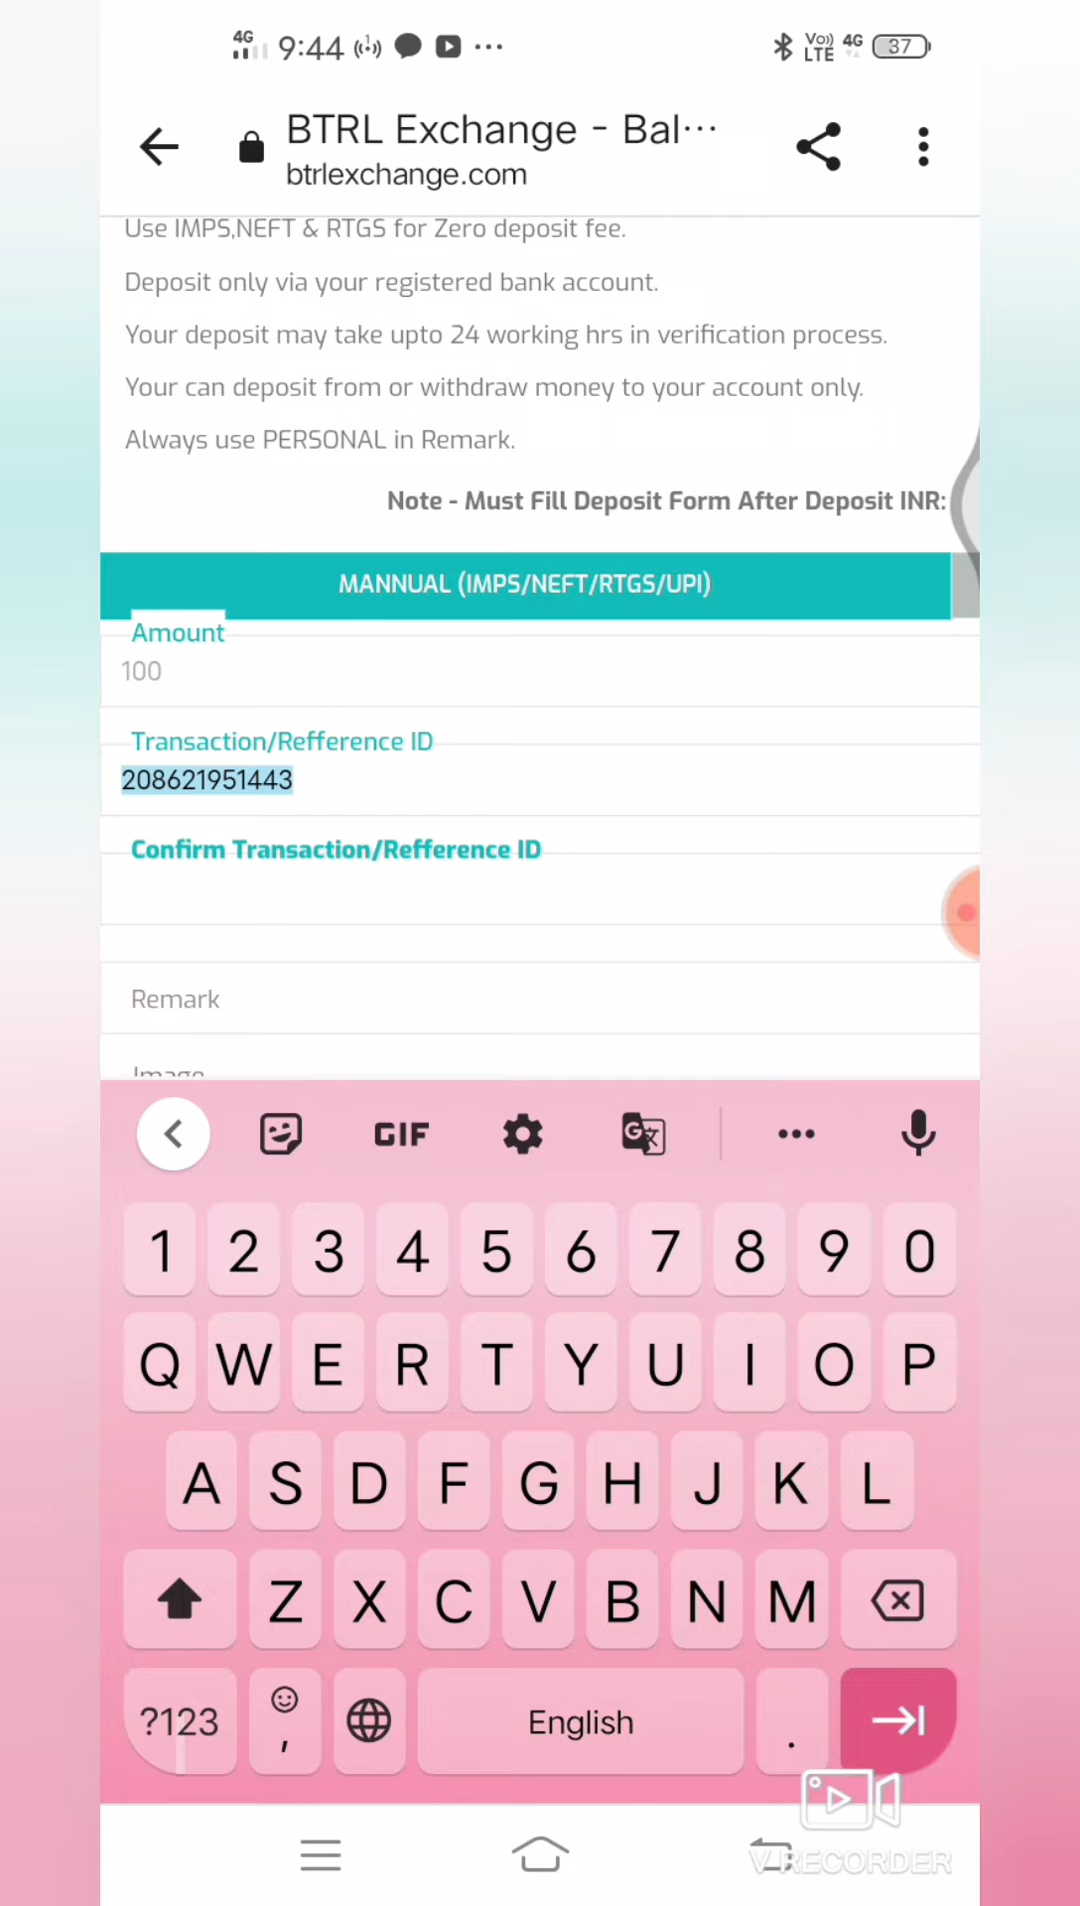 4G 9:44
Vo)) LTE 4G 37
BTRL Exchange - Bal...
btrlexchange.com
Use IMPS,NEFT & RTGS for Zero deposit fee.
Deposit only via your registered bank account.
Your deposit may take upto 24 working hrs in verification process.
Your can deposit from or withdraw money to your account only.
Always use PERSONAL in Remark.
Note - Must Fill Deposit Form After Deposit INR:
MANNUAL (IMPS/NEFT/RTGS/UPI)
Amount
100
Transaction/Refference ID
208621951443
Confirm Transaction/Refference ID
Remark
Image
GIF
1 2 3 4 5 6 7 8 9 0
Q W E R T Y U I O P
A S D F G H J K L
Z X C V B N M
?123 , English .
V RECORDER